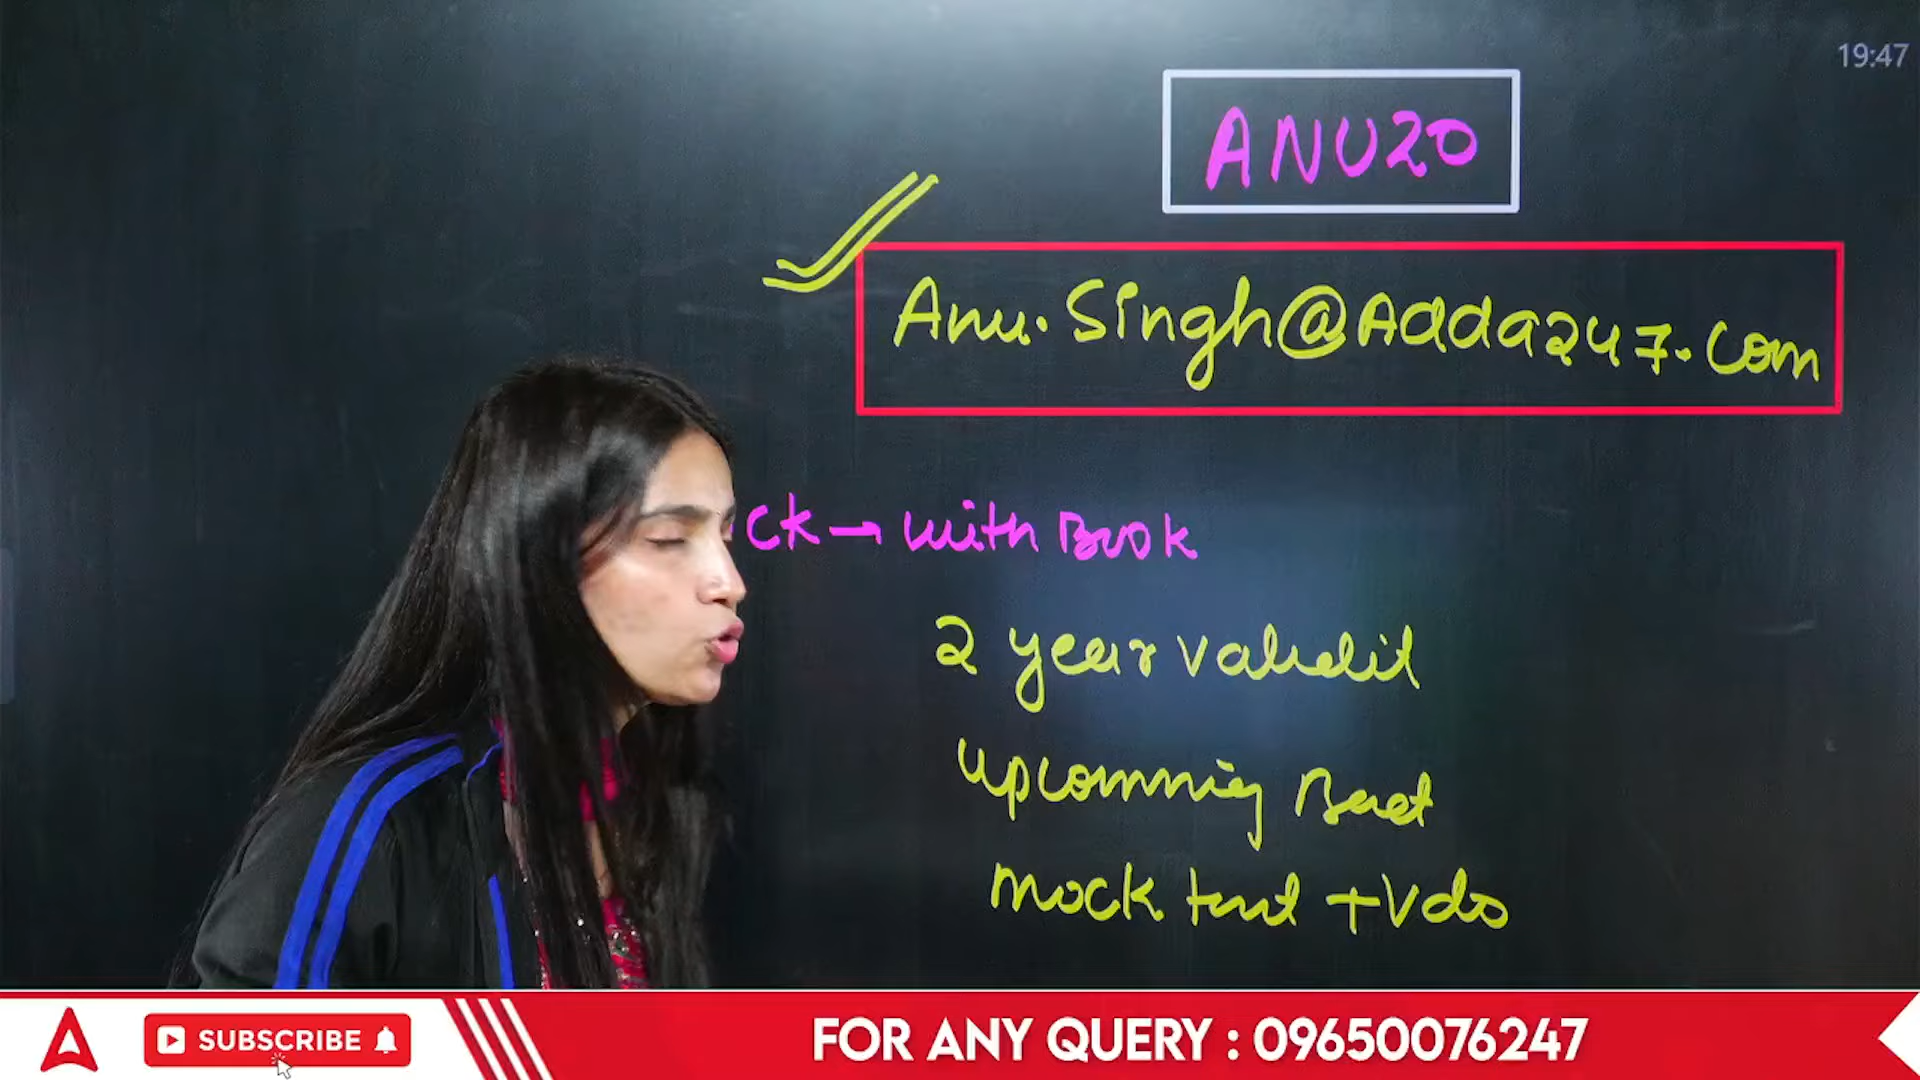 19:47
ANU20
Anu.Singh@Adda247.com
ck → with Book
2 year validit
upcomming
Mock test + Vdo
SUBSCRIBE
FOR ANY QUERY : 09650076247